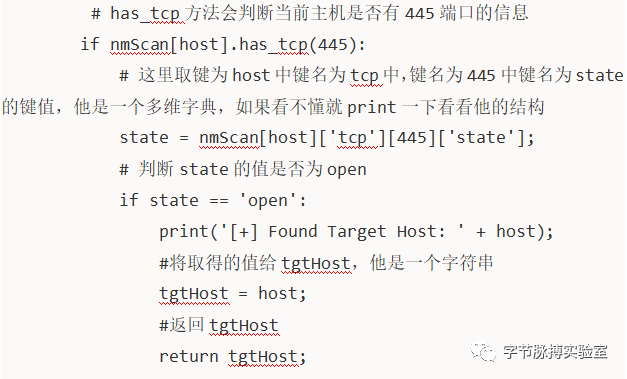 # has_tcp 方法会判断当前主机是否有 445 端口的信息
if nmScan[host].has_tcp(445):
# 这里取键为 host 中键名为 tcp 中，键名为 445 中键名为 state
的键值，他是一个多维字典，如果看不懂就 print 一下看看他的结构
state = nmScan[host]['tcp'][445]['state'];
# 判断 state 的值是否为 open
if state == 'open':
print('[+] Found Target Host: ' + host);
#将取得的值给 tgtHost，他是一个字符串
tgtHost = host;
#返回 tgtHost
return tgtHost;
字节脉搏实验室